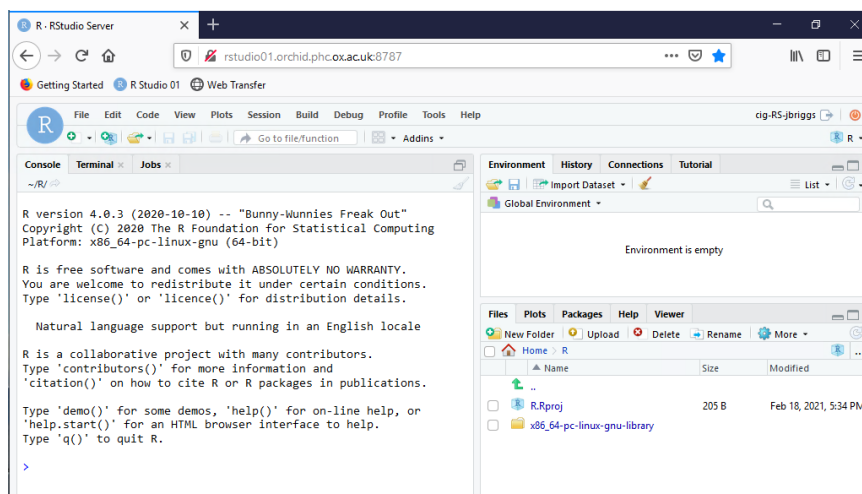 R - RStudio Server
rstudio01.orchid.phc.ox.ac.uk:8787
Getting Started R Studio 01 Web Transfer
R File Edit Code View Plots Session Build Debug Profile Tools Help cig-RS-jbriggs
Go to file/function Addins R
Console Terminal Jobs
~/R/
R version 4.0.3 (2020-10-10) -- "Bunny-Wunnies Freak Out"
Copyright (C) 2020 The R Foundation for Statistical Computing
Platform: x86_64-pc-linux-gnu (64-bit)
R is free software and comes with ABSOLUTELY NO WARRANTY.
You are welcome to redistribute it under certain conditions.
Type 'license()' or 'licence()' for distribution details.
Natural language support but running in an English locale
R is a collaborative project with many contributors.
Type 'contributors()' for more information and
'citation()' on how to cite R or R packages in publications.
Type 'demo()' for some demos, 'help()' for on-line help, or
'help.start()' for an HTML browser interface to help.
Type 'q()' to quit R.
>
Environment History Connections Tutorial
Import Dataset List
Global Environment
Environment is empty
Files Plots Packages Help Viewer
New Folder Upload Delete Rename More
Home R
Name Size Modified
..
R.Rproj 205 B Feb 18, 2021, 5:34 PM
x86_64-pc-linux-gnu-library